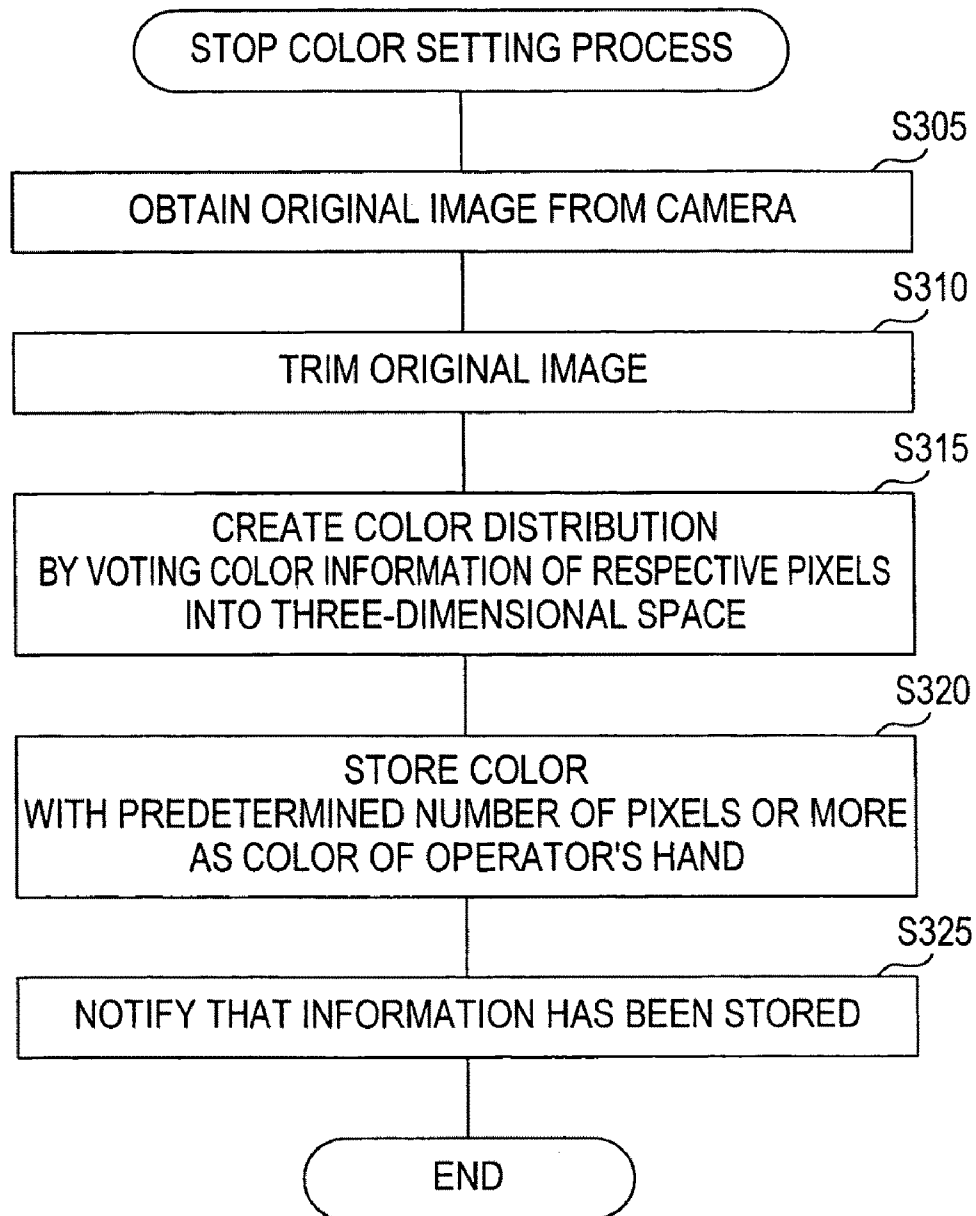 STOP COLOR SETTING PROCESS
S305
OBTAIN ORIGINAL IMAGE FROM CAMERA
S310
TRIM ORIGINAL IMAGE
S315
CREATE COLOR DISTRIBUTION
BY VOTING COLOR INFORMATION OF RESPECTIVE PIXELS
INTO THREE-DIMENSIONAL SPACE
S320
STORE COLOR
WITH PREDETERMINED NUMBER OF PIXELS OR MORE
AS COLOR OF OPERATOR'S HAND
S325
NOTIFY THAT INFORMATION HAS BEEN STORED
END